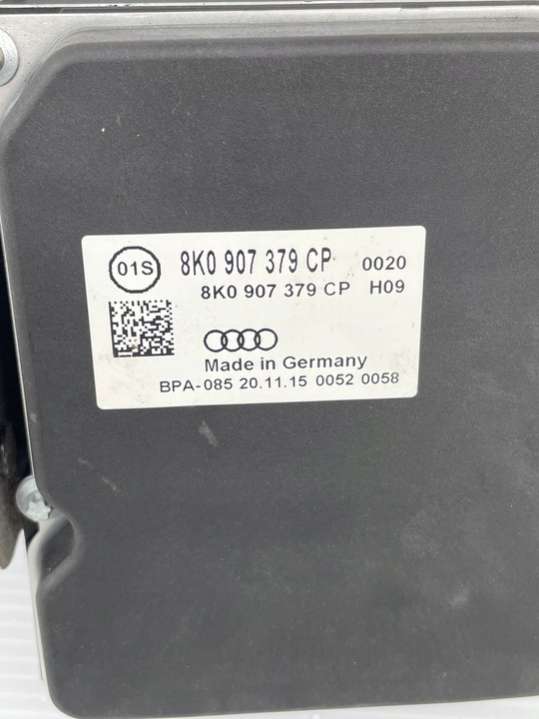 01S 8K0 907 379 CP 0020
8K0 907 379 CP H09
Made in Germany
BPA-085 20.11.15 0052 0058